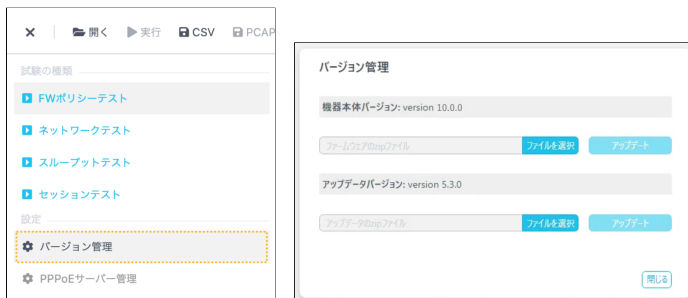 × 開く 実行 CSV PCAP
試験の種類
FWポリシーテスト
ネットワークテスト
スループットテスト
セッションテスト
設定
バージョン管理
PPPoEサーバー管理
バージョン管理
機器本体バージョン: version 10.0.0
ファームウェアのzipファイル ファイルを選択 アップデート
アップデータバージョン: version 5.3.0
アップデータのzipファイル ファイルを選択 アップデート
閉じる